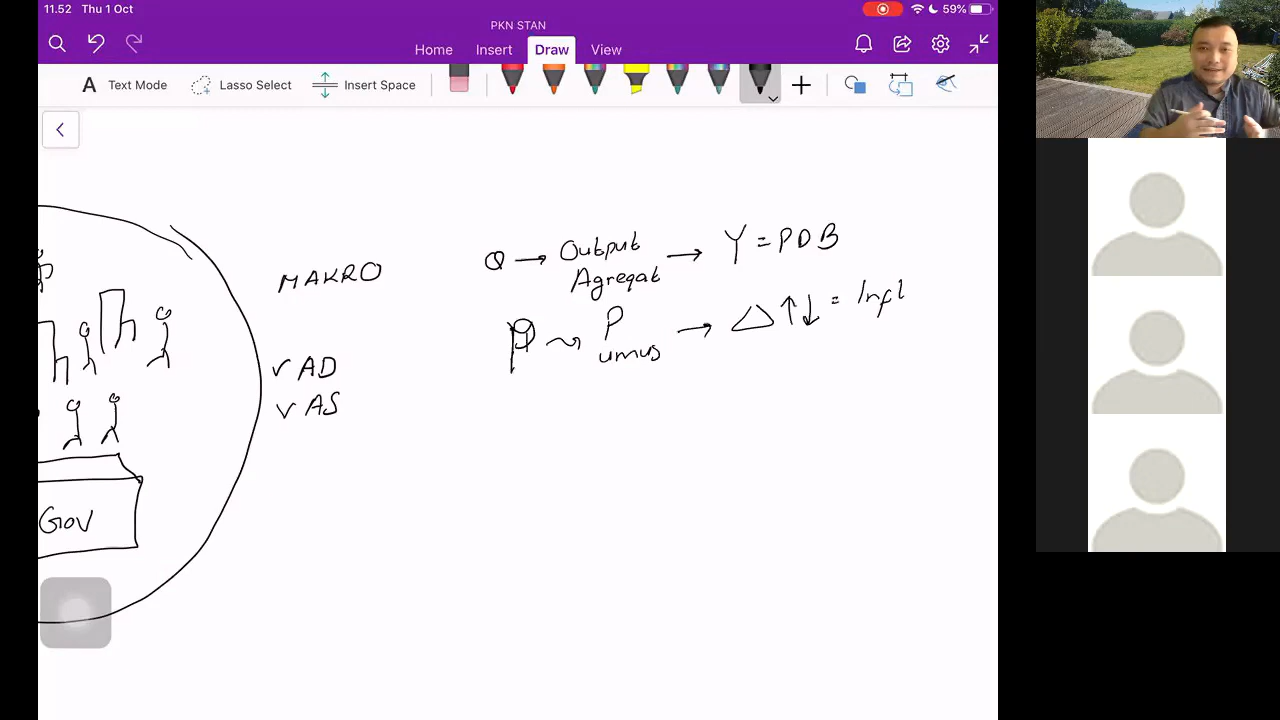 11.52 Thu 1 Oct
59%
PKN STAN
Home Insert Draw View
A Text Mode Lasso Select Insert Space
MAKRO
Q → Output Agregat → Y = PDB
P P umus → Δ ↑↓ = Infl
v AD
v AS
Gov